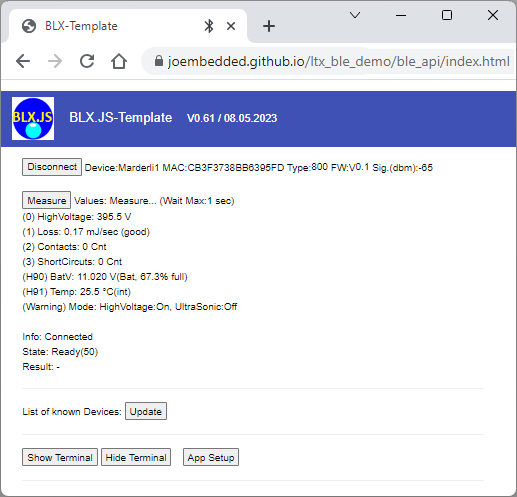 BLX-Template
joembedded.github.io/ltx_ble_demo/ble_api/index.html
BLX.JS
BLX.JS-Template V0.61 / 08.05.2023
Disconnect Device:Marderli1 MAC:CB3F3738BB6395FD Type:800 FW:V0.1 Sig.(dbm):-65
Measure Values: Measure... (Wait Max:1 sec)
(0) HighVoltage: 395.5 V
(1) Loss: 0.17 mJ/sec (good)
(2) Contacts: 0 Cnt
(3) ShortCircuts: 0 Cnt
(H90) BatV: 11.020 V(Bat, 67.3% full)
(H91) Temp: 25.5 °C(int)
(Warning) Mode: HighVoltage:On, UltraSonic:Off
Info: Connected
State: Ready(50)
Result: -
List of known Devices: Update
Show Terminal Hide Terminal App Setup